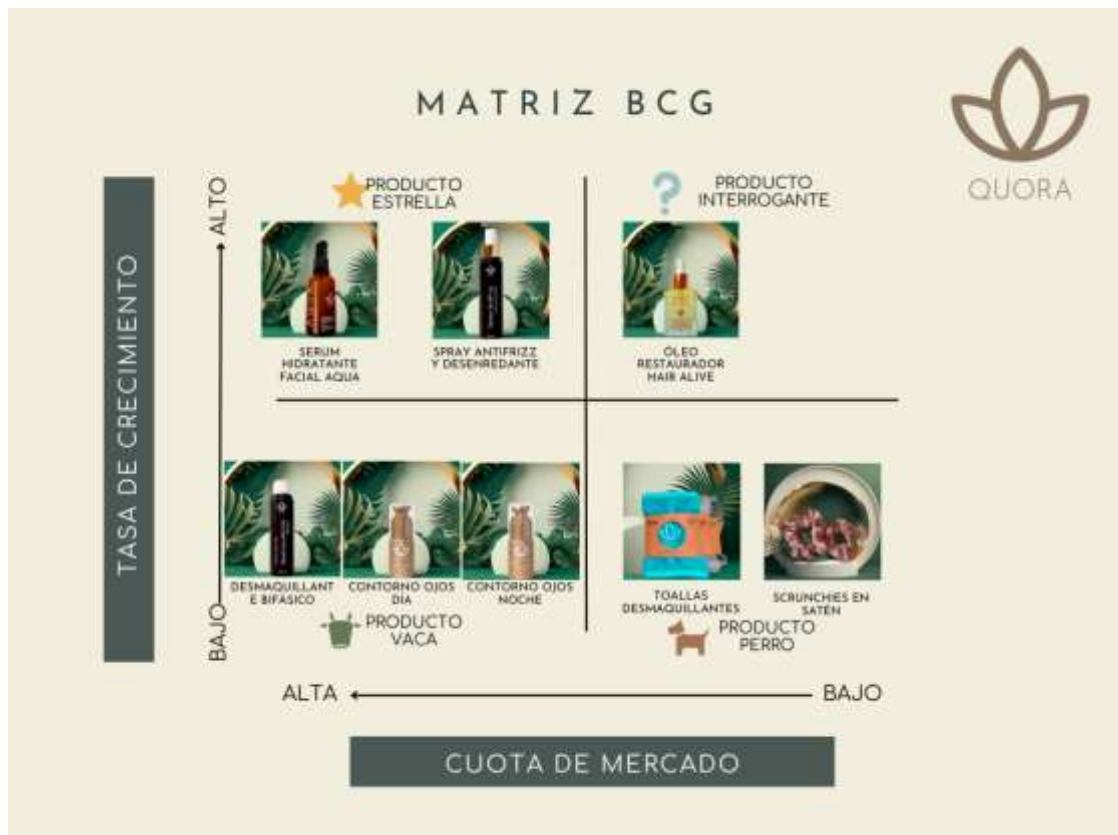 MATRIZ BCG
QUORA
TASA DE CRECIMIENTO
ALTO
BAJO
PRODUCTO
ESTRELLA
PRODUCTO
INTERROGANTE
SERUM
HIDRATANTE
FACIAL AQUA
SPRAY ANTIFRIZZ
Y DESENREDANTE
ÓLEO
RESTAURADOR
HAIR ALIVE
DESMAQUILLANT
E BIFASICO
CONTORNO OJOS
DÍA
CONTORNO OJOS
NOCHE
TOALLAS
DESMAQUILLANTES
SCRUNCHIES EN
SATÉN
PRODUCTO
VACA
PRODUCTO
PERRO
ALTA
BAJO
CUOTA DE MERCADO